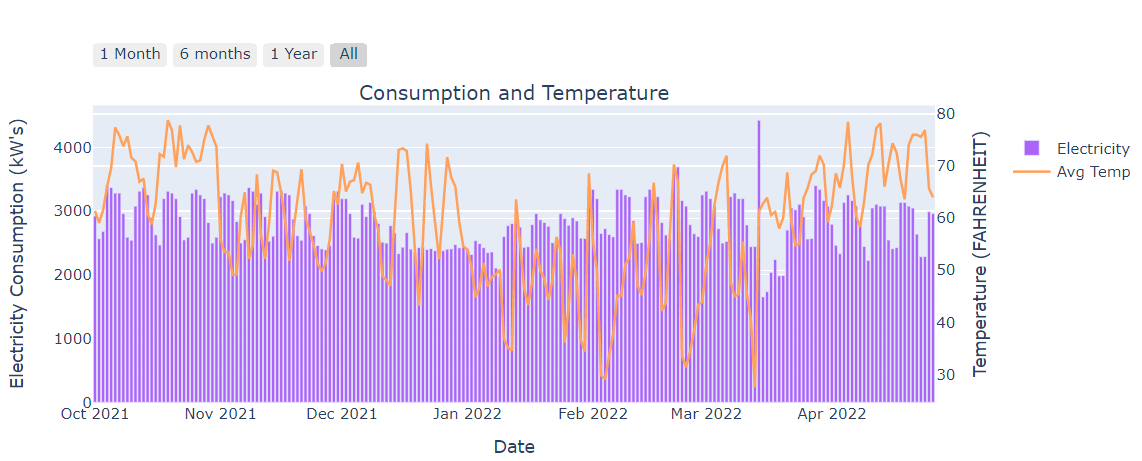 1 Month 6 months 1 Year All
Consumption and Temperature
Electricity Consumption (kW's)
4000
3000
2000
1000
0
80
70
60
50
40
30
Temperature (FAHRENHEIT)
Electricity
Avg Temp
Oct 2021 Nov 2021 Dec 2021 Jan 2022 Feb 2022 Mar 2022 Apr 2022
Date